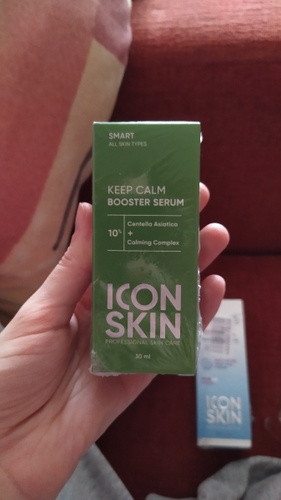 SMART
ALL SKIN TYPES
KEEP CALM
BOOSTER SERUM
10%
Centella Asiatica
+
Calming Complex
ICON
SKIN
PROFESSIONAL SKIN CARE
30 ml
ICON
SKIN